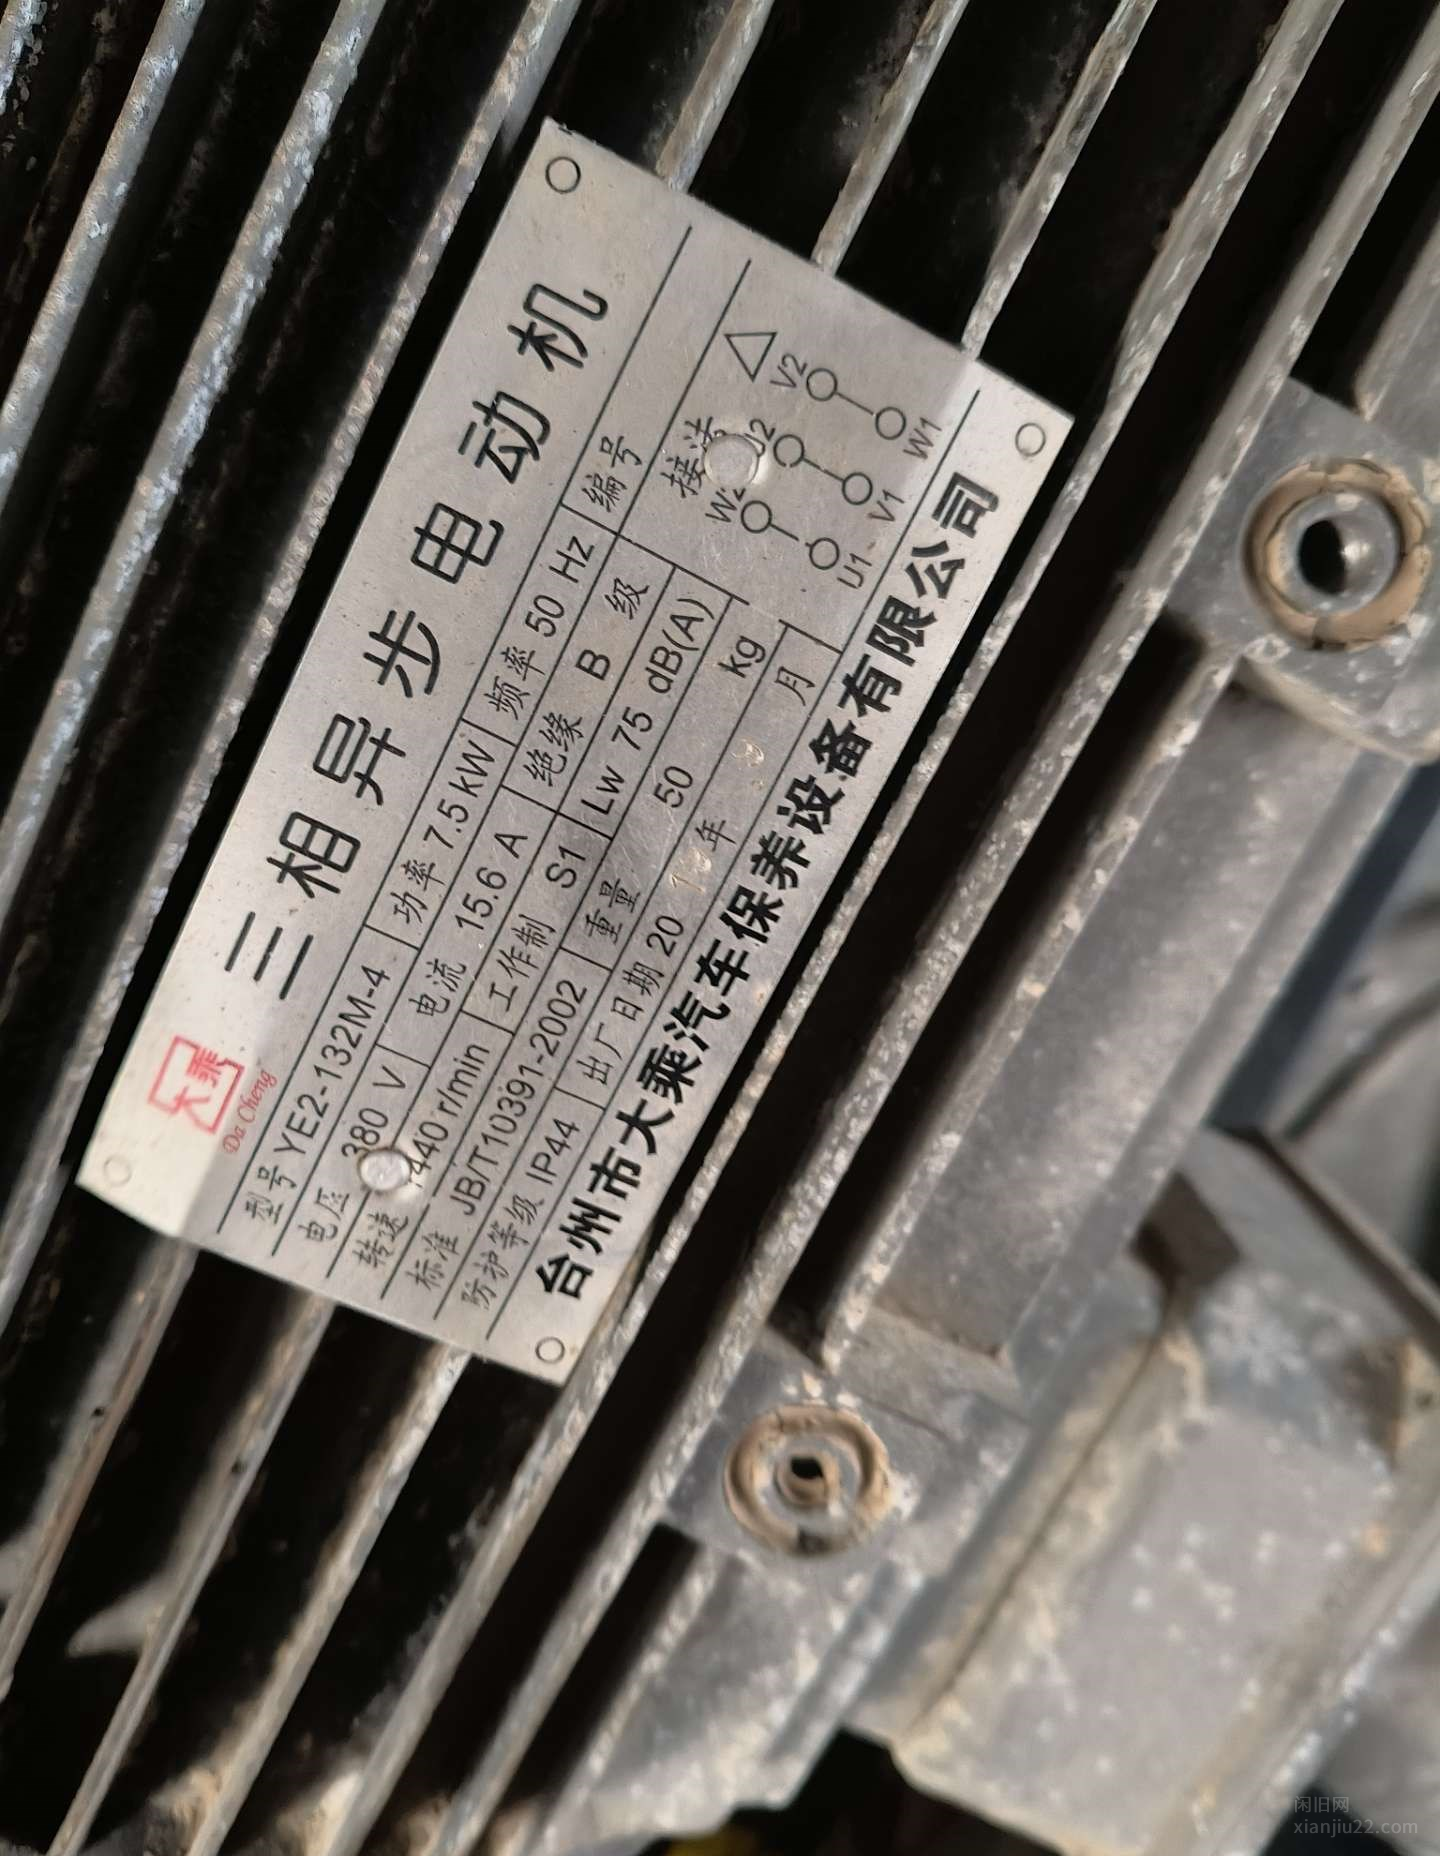 大乘
Da Cheng
三相异步电动机
型号 YE2-132M-4 功率 7.5 kW 频率 50 Hz 编号
电压 380 V 电流 15.6 A 绝缘 B 级 接法 △
转速 1440 r/min 工作制 S1 Lw 75 dB(A)
标准 JB/T10391-2002 重量 50 kg
防护等级 IP44 出厂日期 20 年 月
W2 U2 V2
U1 V1 W1
台州市大乘汽车保养设备有限公司
闲旧网
xianjiu22.com